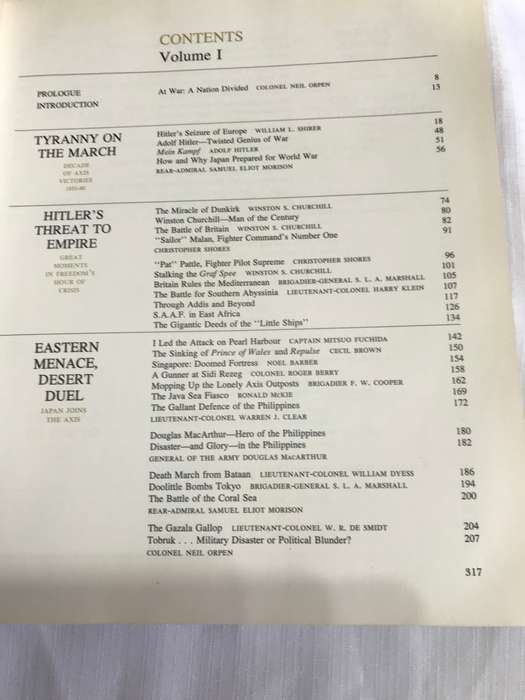 CONTENTS
Volume I
PROLOGUE At War: A Nation Divided COLONEL NEIL ORPEN 8
INTRODUCTION 13
TYRANNY ON
THE MARCH
DECADE
OF AXIS
VICTORIES
1931-40
Hitler's Seizure of Europe WILLIAM L. SHIRER 18
Adolf Hitler—Twisted Genius of War 48
Mein Kampf ADOLF HITLER 51
How and Why Japan Prepared for World War 56
REAR-ADMIRAL SAMUEL ELIOT MORISON
HITLER'S
THREAT TO
EMPIRE
GREAT
MOMENTS
IN FREEDOM'S
HOUR OF
CRISIS
The Miracle of Dunkirk WINSTON S. CHURCHILL 74
Winston Churchill—Man of the Century 80
The Battle of Britain WINSTON S. CHURCHILL 82
"Sailor" Malan, Fighter Command's Number One 91
CHRISTOPHER SHORES
"Pat" Pattle, Fighter Pilot Supreme CHRISTOPHER SHORES 96
Stalking the Graf Spee WINSTON S. CHURCHILL 101
Britain Rules the Mediterranean BRIGADIER-GENERAL S. L. A. MARSHALL 105
The Battle for Southern Abyssinia LIEUTENANT-COLONEL HARRY KLEIN 107
Through Addis and Beyond 117
S.A.A.F. in East Africa 126
The Gigantic Deeds of the "Little Ships" 134
EASTERN
MENACE,
DESERT
DUEL
JAPAN JOINS
THE AXIS
I Led the Attack on Pearl Harbour CAPTAIN MITSUO FUCHIDA 142
The Sinking of Prince of Wales and Repulse CECIL BROWN 150
Singapore: Doomed Fortress NOEL BARBER 154
A Gunner at Sidi Rezeg COLONEL ROGER BERRY 158
Mopping Up the Lonely Axis Outposts BRIGADIER F. W. COOPER 162
The Java Sea Fiasco RONALD McKIE 169
The Gallant Defence of the Philippines 172
LIEUTENANT-COLONEL WARREN J. CLEAR
Douglas MacArthur—Hero of the Philippines 180
Disaster—and Glory—in the Philippines 182
GENERAL OF THE ARMY DOUGLAS MacARTHUR
Death March from Bataan LIEUTENANT-COLONEL WILLIAM DYESS 186
Doolittle Bombs Tokyo BRIGADIER-GENERAL S. L. A. MARSHALL 194
The Battle of the Coral Sea 200
REAR-ADMIRAL SAMUEL ELIOT MORISON
The Gazala Gallop LIEUTENANT-COLONEL W. R. DE SMIDT 204
Tobruk . . . Military Disaster or Political Blunder? 207
COLONEL NEIL ORPEN
317